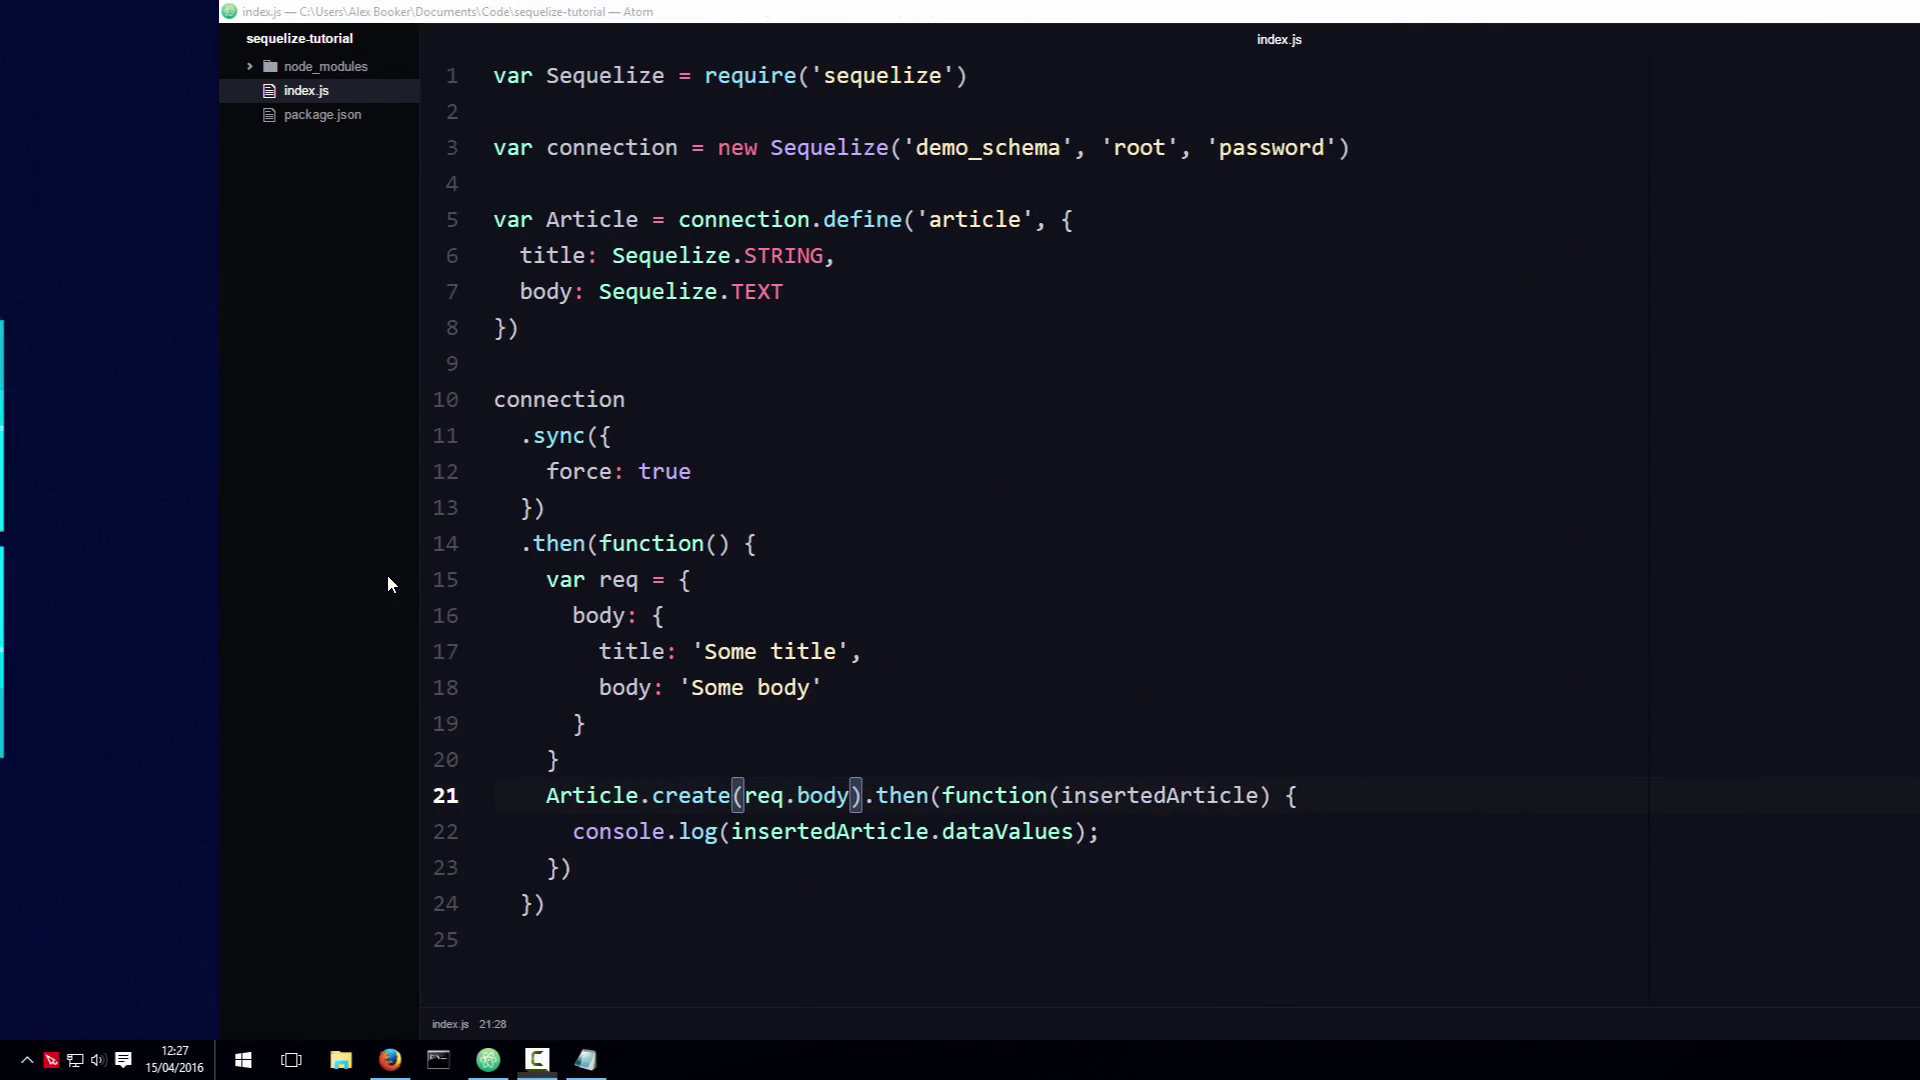 index.js — C:\Users\Alex Booker\Documents\Code\sequelize-tutorial — Atom
sequelize-tutorial
node_modules
index.js
package.json
index.js
1 var Sequelize = require('sequelize')
2
3 var connection = new Sequelize('demo_schema', 'root', 'password')
4
5 var Article = connection.define('article', {
6   title: Sequelize.STRING,
7   body: Sequelize.TEXT
8 })
9
10 connection
11   .sync({
12     force: true
13   })
14   .then(function() {
15     var req = {
16       body: {
17         title: 'Some title',
18         body: 'Some body'
19       }
20     }
21     Article.create(req.body).then(function(insertedArticle) {
22       console.log(insertedArticle.dataValues);
23     })
24   })
25
index.js 21:28
12:27
15/04/2016